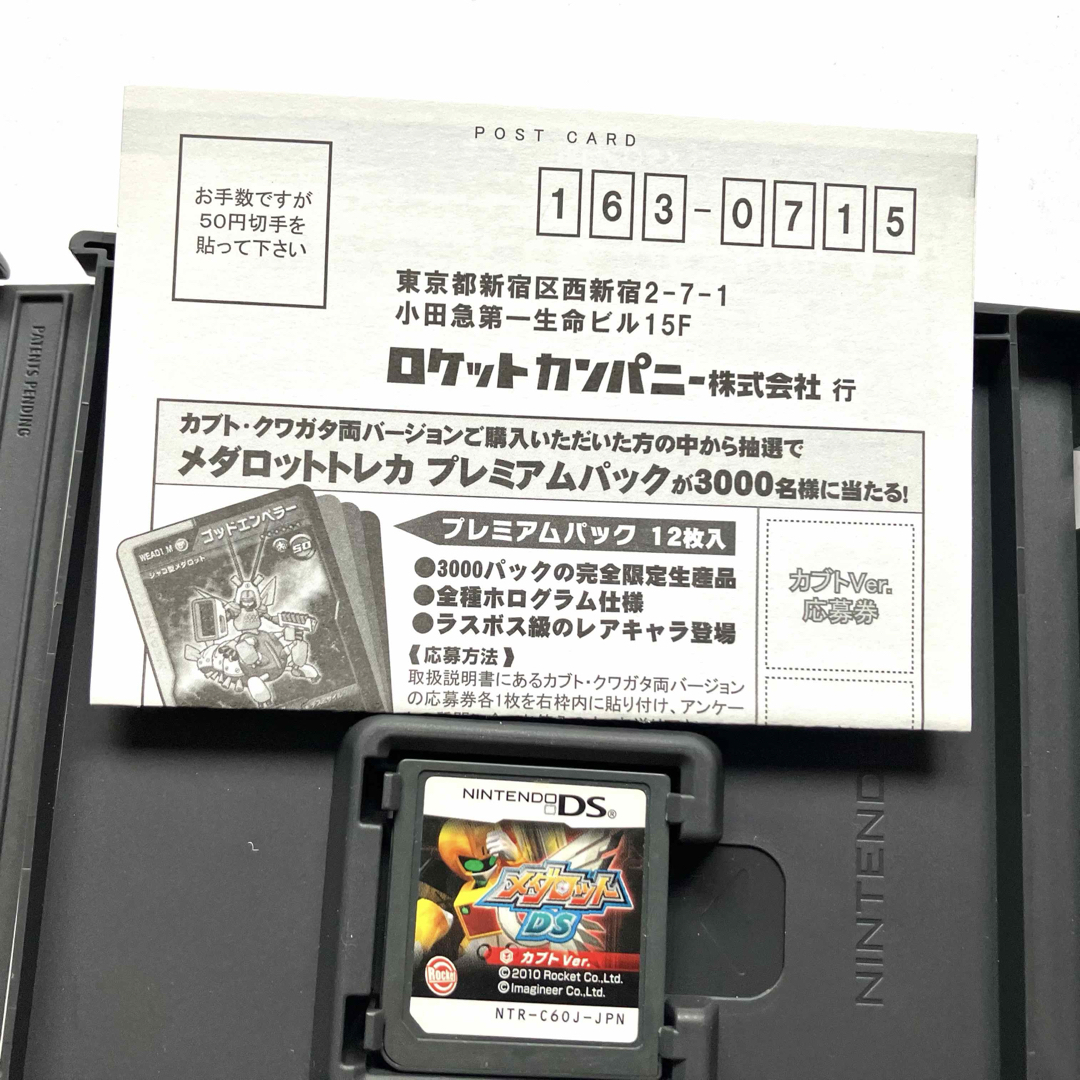 POST CARD
お手数ですが
50円切手を
貼って下さい
163-0715
東京都新宿区西新宿2-7-1
小田急第一生命ビル15F
ロケットカンパニー株式会社 行
カブト・クワガタ両バージョンご購入いただいた方の中から抽選で
メダロットトレカ プレミアムパックが3000名様に当たる!
WEA01 M
ゴッドエンペラー
50
プレミアムパック 12枚入
●3000パックの完全限定生産品
●全種ホログラム仕様
●ラスボス級のレアキャラ登場
《応募方法》
取扱説明書にあるカブト・クワガタ両バージョン
の応募券各1枚を右枠内に貼り付け、アンケー
カブトVer.
応募券
PATENTS PENDING
NINTENDO DS®
メダロット
DS
カブトVer.
Rocket
©2010 Rocket Co.,Ltd.
©Imagineer Co.,Ltd.
NTR-C60J-JPN
NINTEND